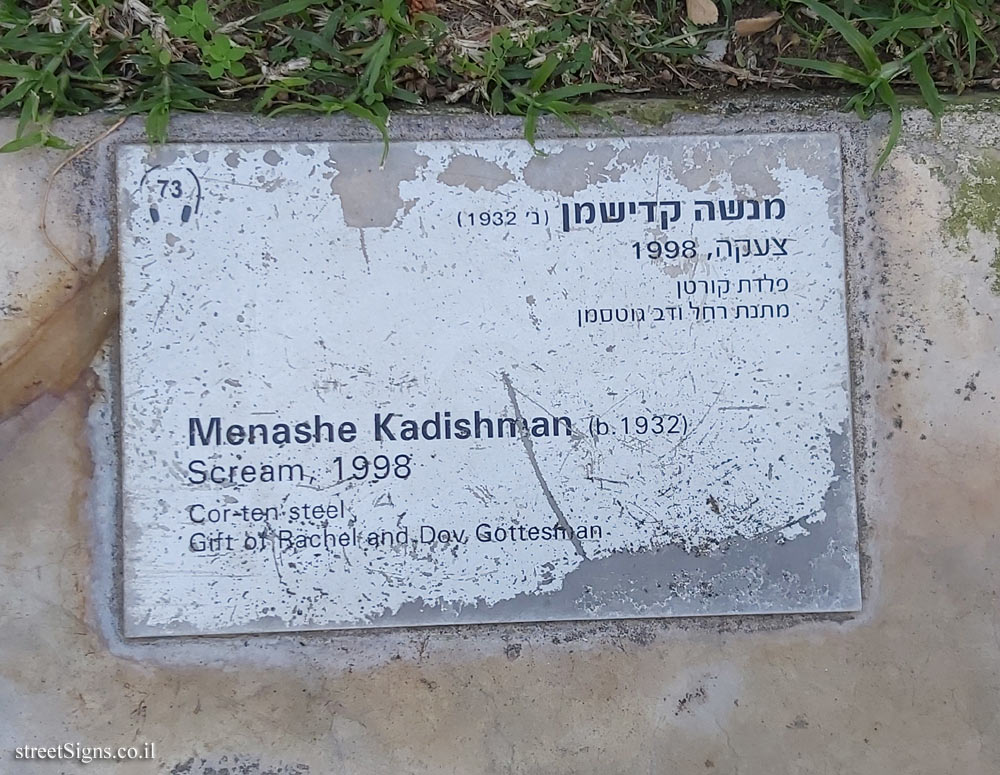 73
מנשה קדישמן (נ׳ 1932)
צעקה, 1998
פלדת קורטן
מתנת רחל ודב גוטסמן
Menashe Kadishman (b. 1932)
Scream, 1998
Cor-ten steel
Gift of Rachel and Dov Gottesman
streetSigns.co.il